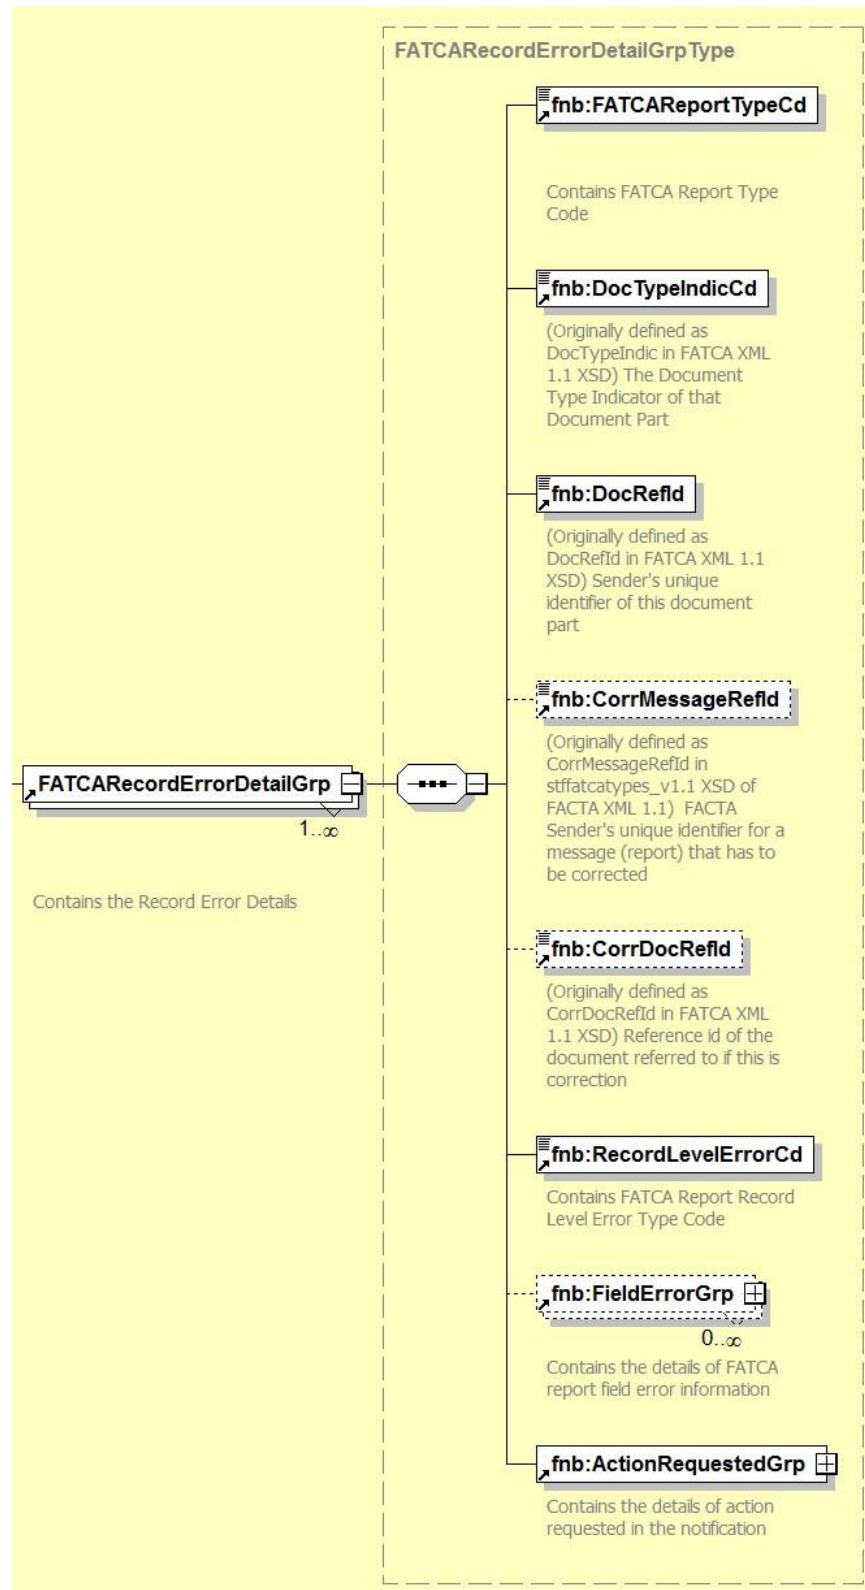 FATCARecordErrorDetailGrpType
fnb:FATCAReportTypeCd
Contains FATCA Report Type
Code
fnb:DocTypeIndicCd
(Originally defined as
DocTypeIndic in FATCA XML
1.1 XSD) The Document
Type Indicator of that
Document Part
fnb:DocRefId
(Originally defined as
DocRefId in FATCA XML 1.1
XSD) Sender's unique
identifier of this document
part
fnb:CorrMessageRefId
(Originally defined as
CorrMessageRefId in
stffatcatypes_v1.1 XSD of
FACTA XML 1.1)  FACTA
Sender's unique identifier for a
message (report) that has to
be corrected
FATCARecordErrorDetailGrp
1..∞
Contains the Record Error Details
fnb:CorrDocRefId
(Originally defined as
CorrDocRefId in FATCA XML
1.1 XSD) Reference id of the
document referred to if this is
correction
fnb:RecordLevelErrorCd
Contains FATCA Report Record
Level Error Type Code
fnb:FieldErrorGrp
0..∞
Contains the details of FATCA
report field error information
fnb:ActionRequestedGrp
Contains the details of action
requested in the notification